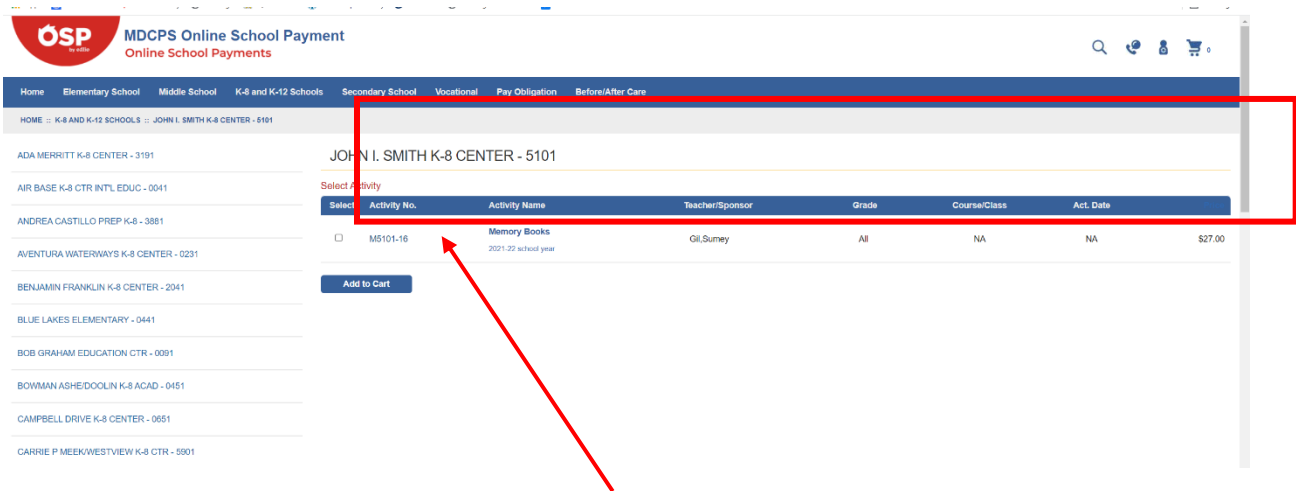 ÖSP MDCPS Online School Payment
by edlio Online School Payments
0
Home Elementary School Middle School K-8 and K-12 Schools Secondary School Vocational Pay Obligation Before/After Care
HOME :: K-8 AND K-12 SCHOOLS :: JOHN I. SMITH K-8 CENTER - 5101
ADA MERRITT K-8 CENTER - 3191
AIR BASE K-8 CTR INT'L EDUC - 0041
ANDREA CASTILLO PREP K-8 - 3881
AVENTURA WATERWAYS K-8 CENTER - 0231
BENJAMIN FRANKLIN K-8 CENTER - 2041
BLUE LAKES ELEMENTARY - 0441
BOB GRAHAM EDUCATION CTR - 0091
BOWMAN ASHE/DOOLIN K-8 ACAD - 0451
CAMPBELL DRIVE K-8 CENTER - 0651
CARRIE P MEEK/WESTVIEW K-8 CTR - 5901
JOHN I. SMITH K-8 CENTER - 5101
Select Activity
Select Activity No. Activity Name Teacher/Sponsor Grade Course/Class Act. Date
M5101-16 Memory Books Gil,Sumey All NA NA $27.00
2021-22 school year
Add to Cart